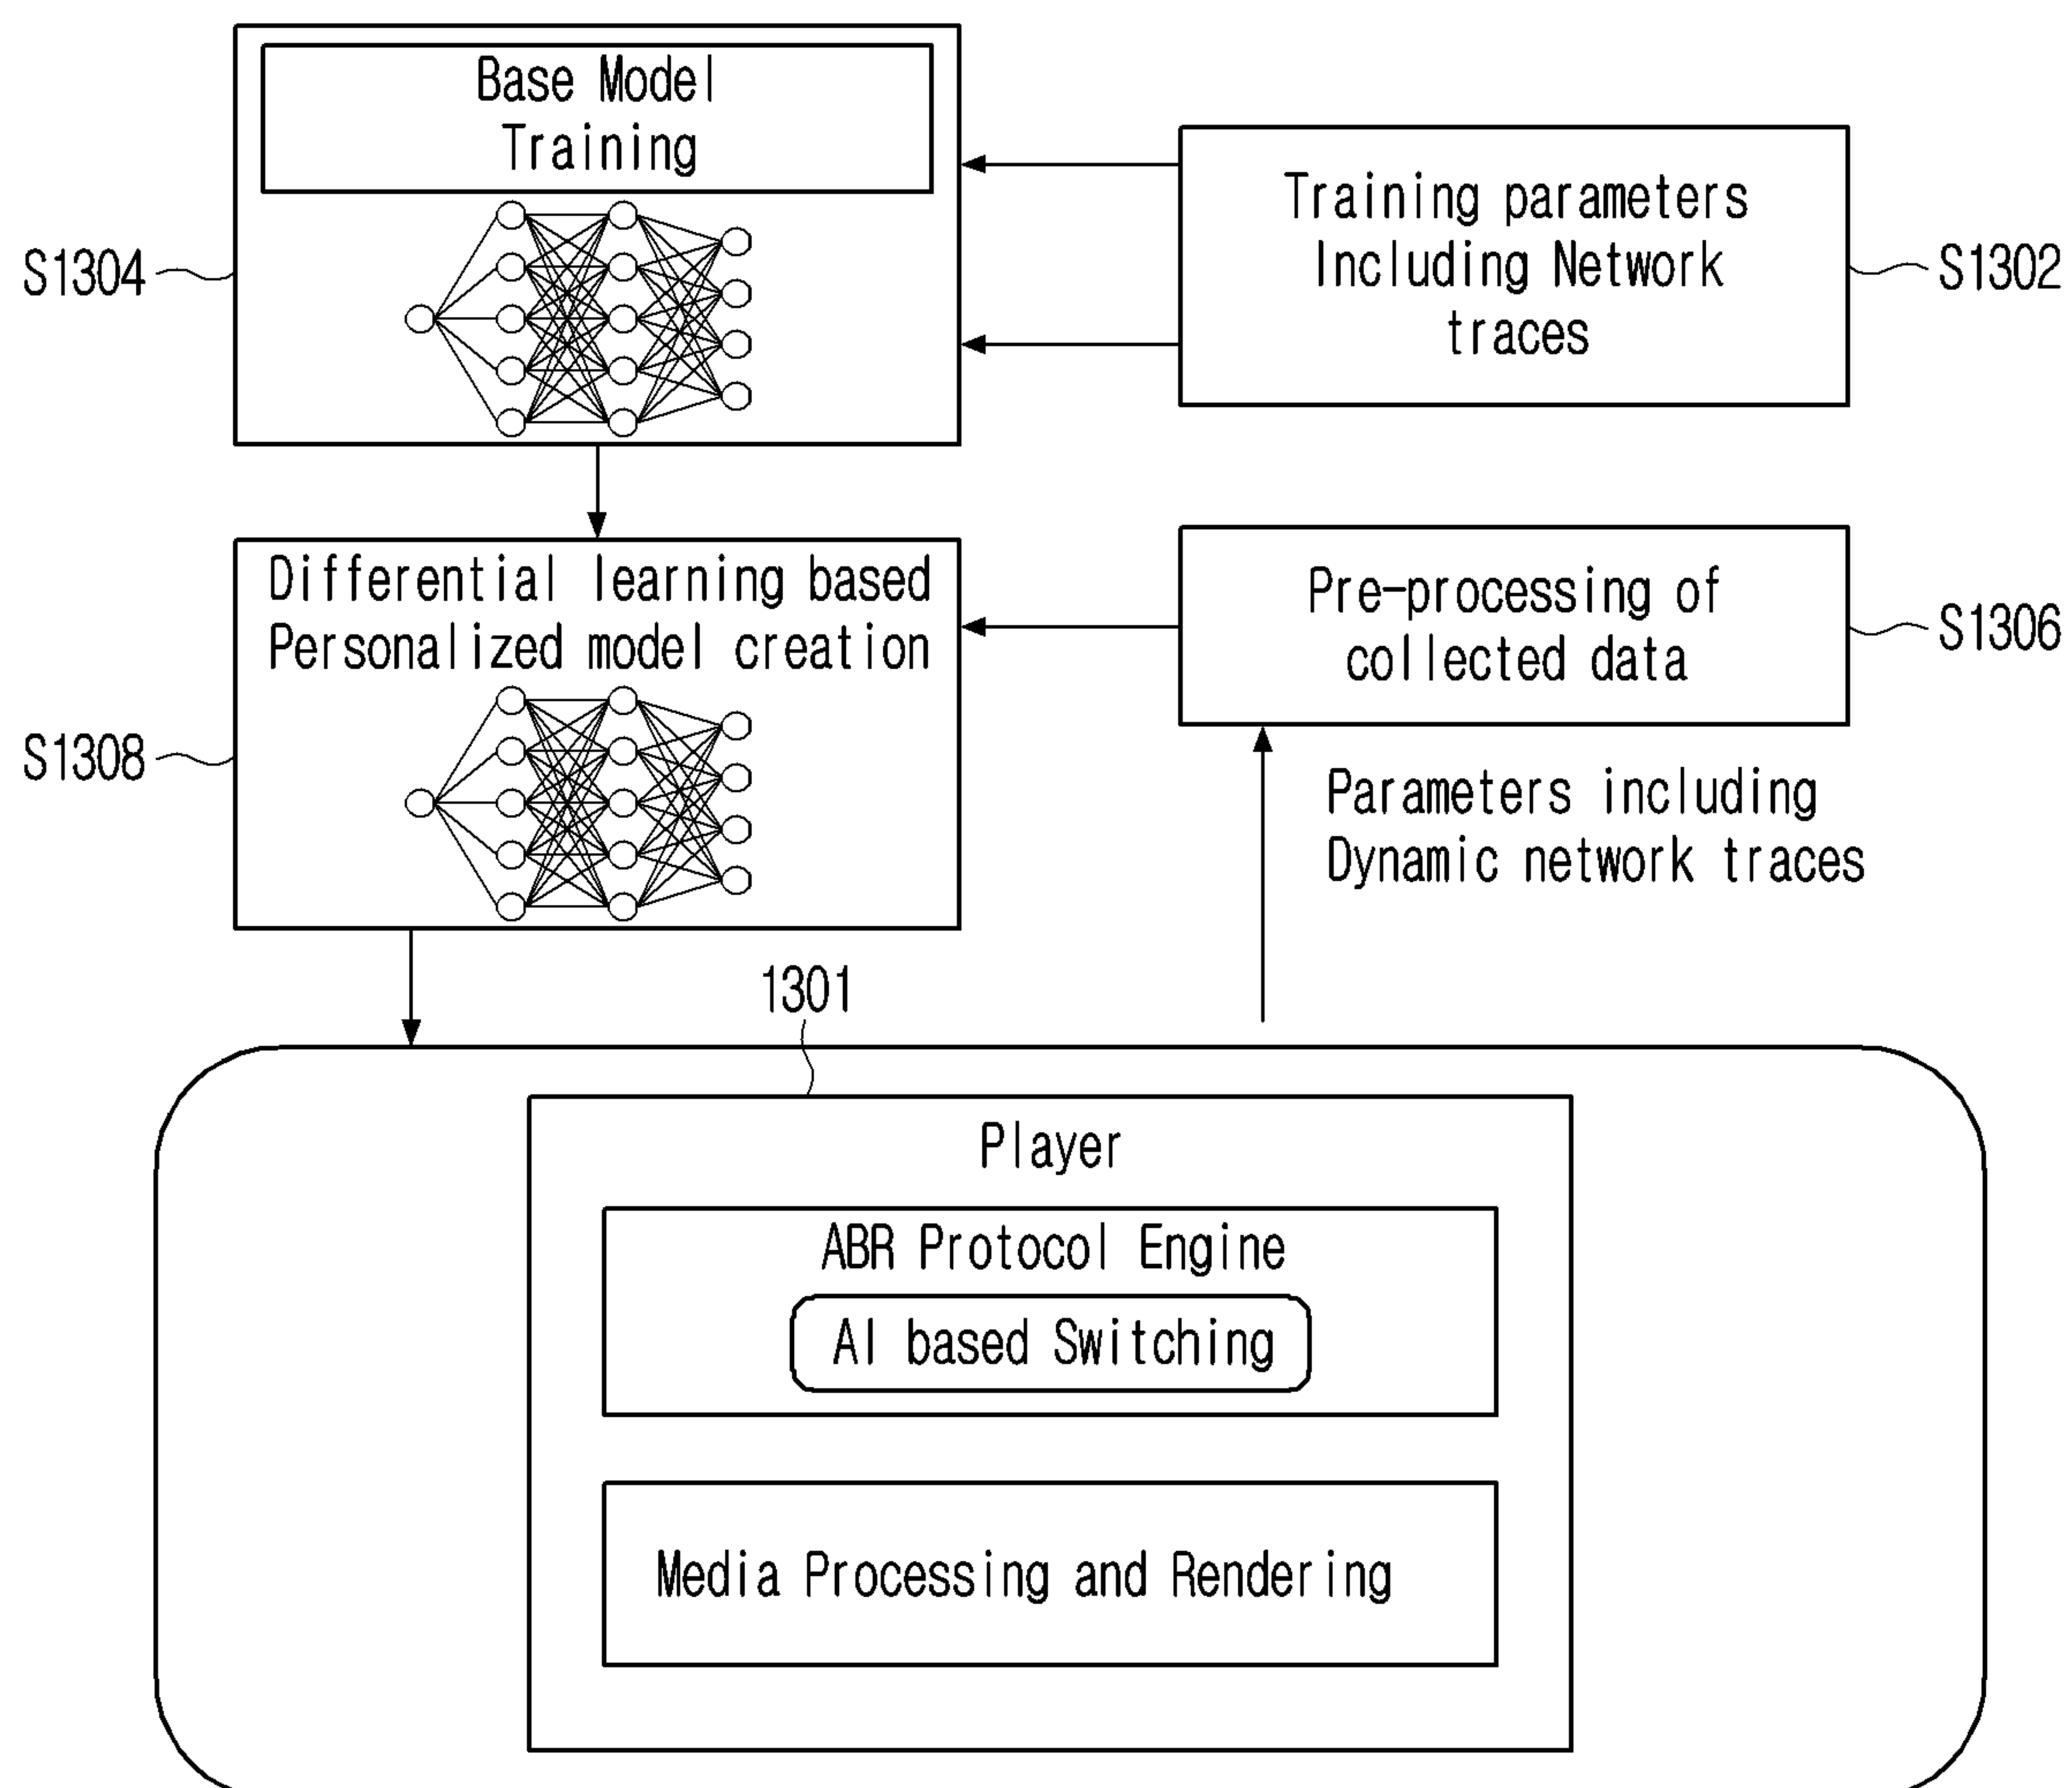 Base Model
Training
S1304
Training parameters
Including Network
traces
S1302
Differential learning based
Personalized model creation
S1308
Pre-processing of
collected data
S1306
Parameters including
Dynamic network traces
1301
Player
ABR Protocol Engine
AI based Switching
Media Processing and Rendering